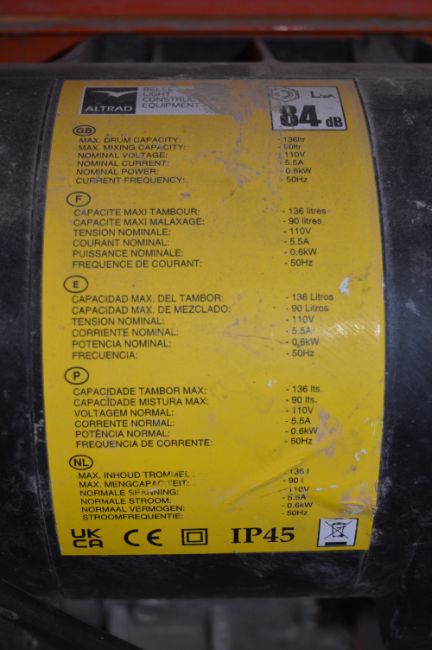 ALTRAD
BELLE
LIGHT
CONSTRUCTION
EQUIPMENT
LWA
84 dB
GB
MAX. DRUM CAPACITY: - 136ltr
MAX. MIXING CAPACITY: - 90ltr
NOMINAL VOLTAGE: - 110V
NOMINAL CURRENT: - 5.5A
NOMINAL POWER: - 0.6kW
CURRENT FREQUENCY: - 50Hz
F
CAPACITE MAXI TAMBOUR: - 136 litres
CAPACITE MAXI MALAXAGE: - 90 litres
TENSION NOMINALE: - 110V
COURANT NOMINAL: - 5.5A
PUISSANCE NOMINALE: - 0.6kW
FREQUENCE DE COURANT: - 50Hz
E
CAPACIDAD MAX. DEL TAMBOR: - 136 Litros
CAPACIDAD MAX. DE MEZCLADO: - 90 Litros
TENSION NOMINAL: - 110V
CORRIENTE NOMINAL: - 5.5A
POTENCIA NOMINAL: - 0.6kW
FRECUENCIA: - 50Hz
P
CAPACIDADE TAMBOR MAX: - 136 lts.
CAPACIDADE MISTURA MAX: - 90 lts.
VOLTAGEM NORMAL: - 110V
CORRENTE NORMAL: - 5.5A
POTÊNCIA NORMAL: - 0.6kW
FREQUENCIA DE CORRENTE: - 50Hz
NL
MAX. INHOUD TROMMEL: - 136 l
MAX. MENGCAPACITEIT: - 90 l
NORMALE SPANNING: - 110V
NORMALE STROOM: - 5.5A
NORMAAL VERMOGEN: - 0.6kW
STROOMFREQUENTIE: - 50Hz
UK
CA CE IP45